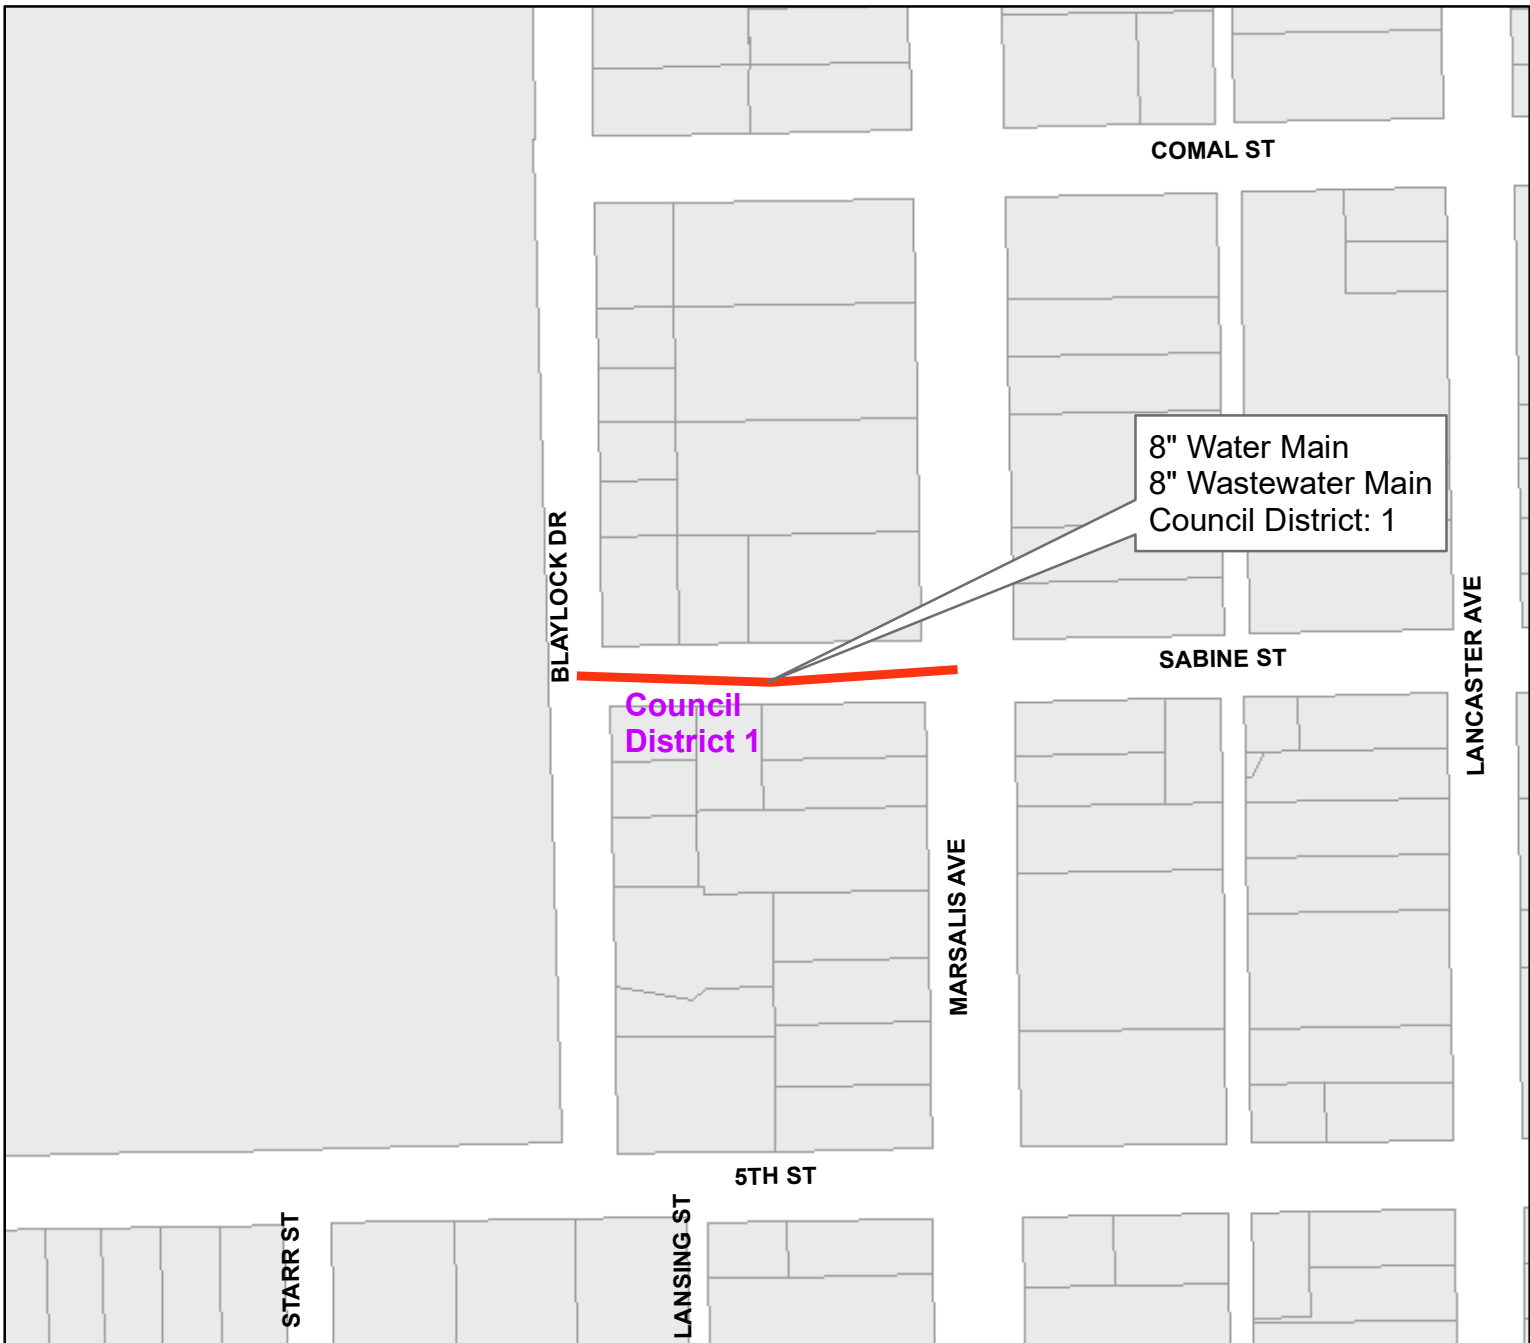 COMAL ST
8" Water Main
8" Wastewater Main
Council District: 1
BLAYLOCK DR
SABINE ST
LANCASTER AVE
Council
District 1
MARSALIS AVE
5TH ST
STARR ST
LANSING ST